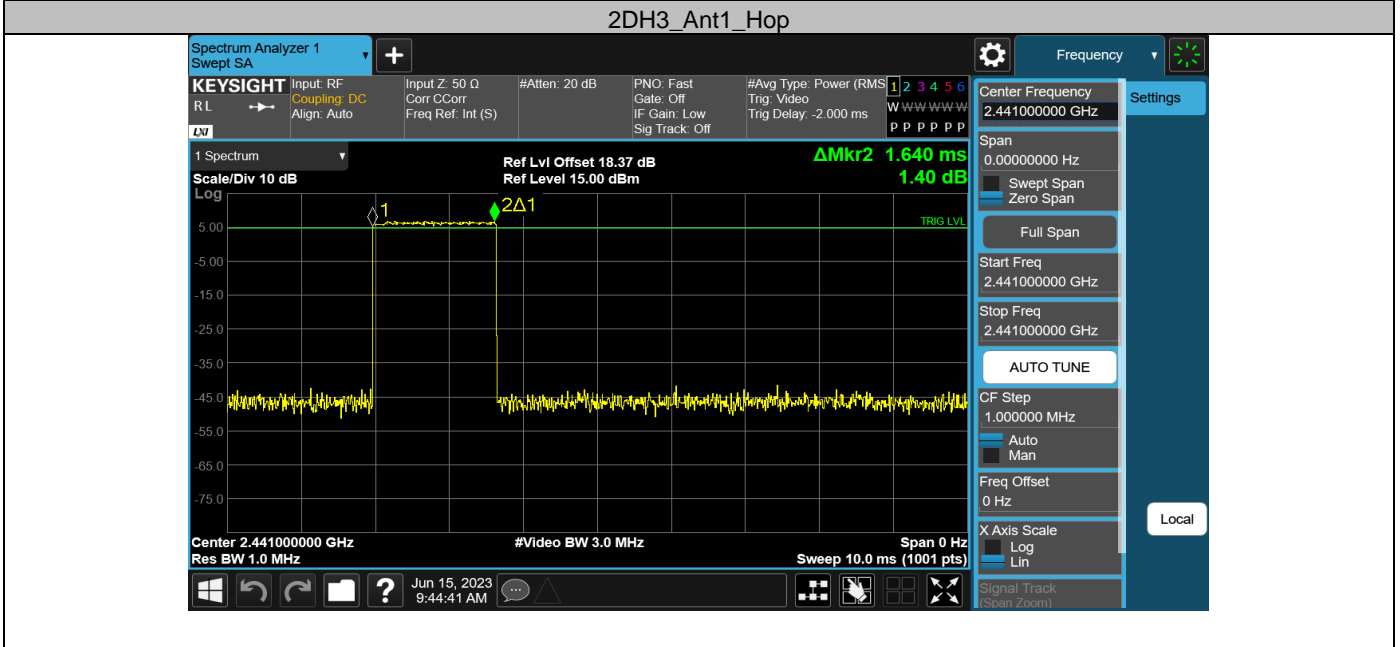 2DH3_Ant1_Hop
Spectrum Analyzer 1
Swept SA
+
Frequency
KEYSIGHT
Input: RF
Input Z: 50 Ω
#Atten: 20 dB
PNO: Fast
#Avg Type: Power (RMS
1 2 3 4 5 6
R L
Coupling: DC
Corr CCorr
Gate: Off
Trig: Video
W W W W W W
Align: Auto
Freq Ref: Int (S)
IF Gain: Low
Trig Delay: -2.000 ms
LXI
Sig Track: Off
P P P P P P
1 Spectrum
Ref Lvl Offset 18.37 dB
ΔMkr2 1.640 ms
Scale/Div 10 dB
Ref Level 15.00 dBm
1.40 dB
Log
1
2Δ1
TRIG LVL
5.00
-5.00
-15.0
-25.0
-35.0
-45.0
-55.0
-65.0
-75.0
Center 2.441000000 GHz
#Video BW 3.0 MHz
Span 0 Hz
Res BW 1.0 MHz
Sweep 10.0 ms (1001 pts)
Center Frequency
2.441000000 GHz
Settings
Span
0.00000000 Hz
Swept Span
Zero Span
Full Span
Start Freq
2.441000000 GHz
Stop Freq
2.441000000 GHz
AUTO TUNE
CF Step
1.000000 MHz
Auto
Man
Freq Offset
0 Hz
X Axis Scale
Log
Lin
Local
Signal Track
(Span Zoom)
?
Jun 15, 2023
9:44:41 AM